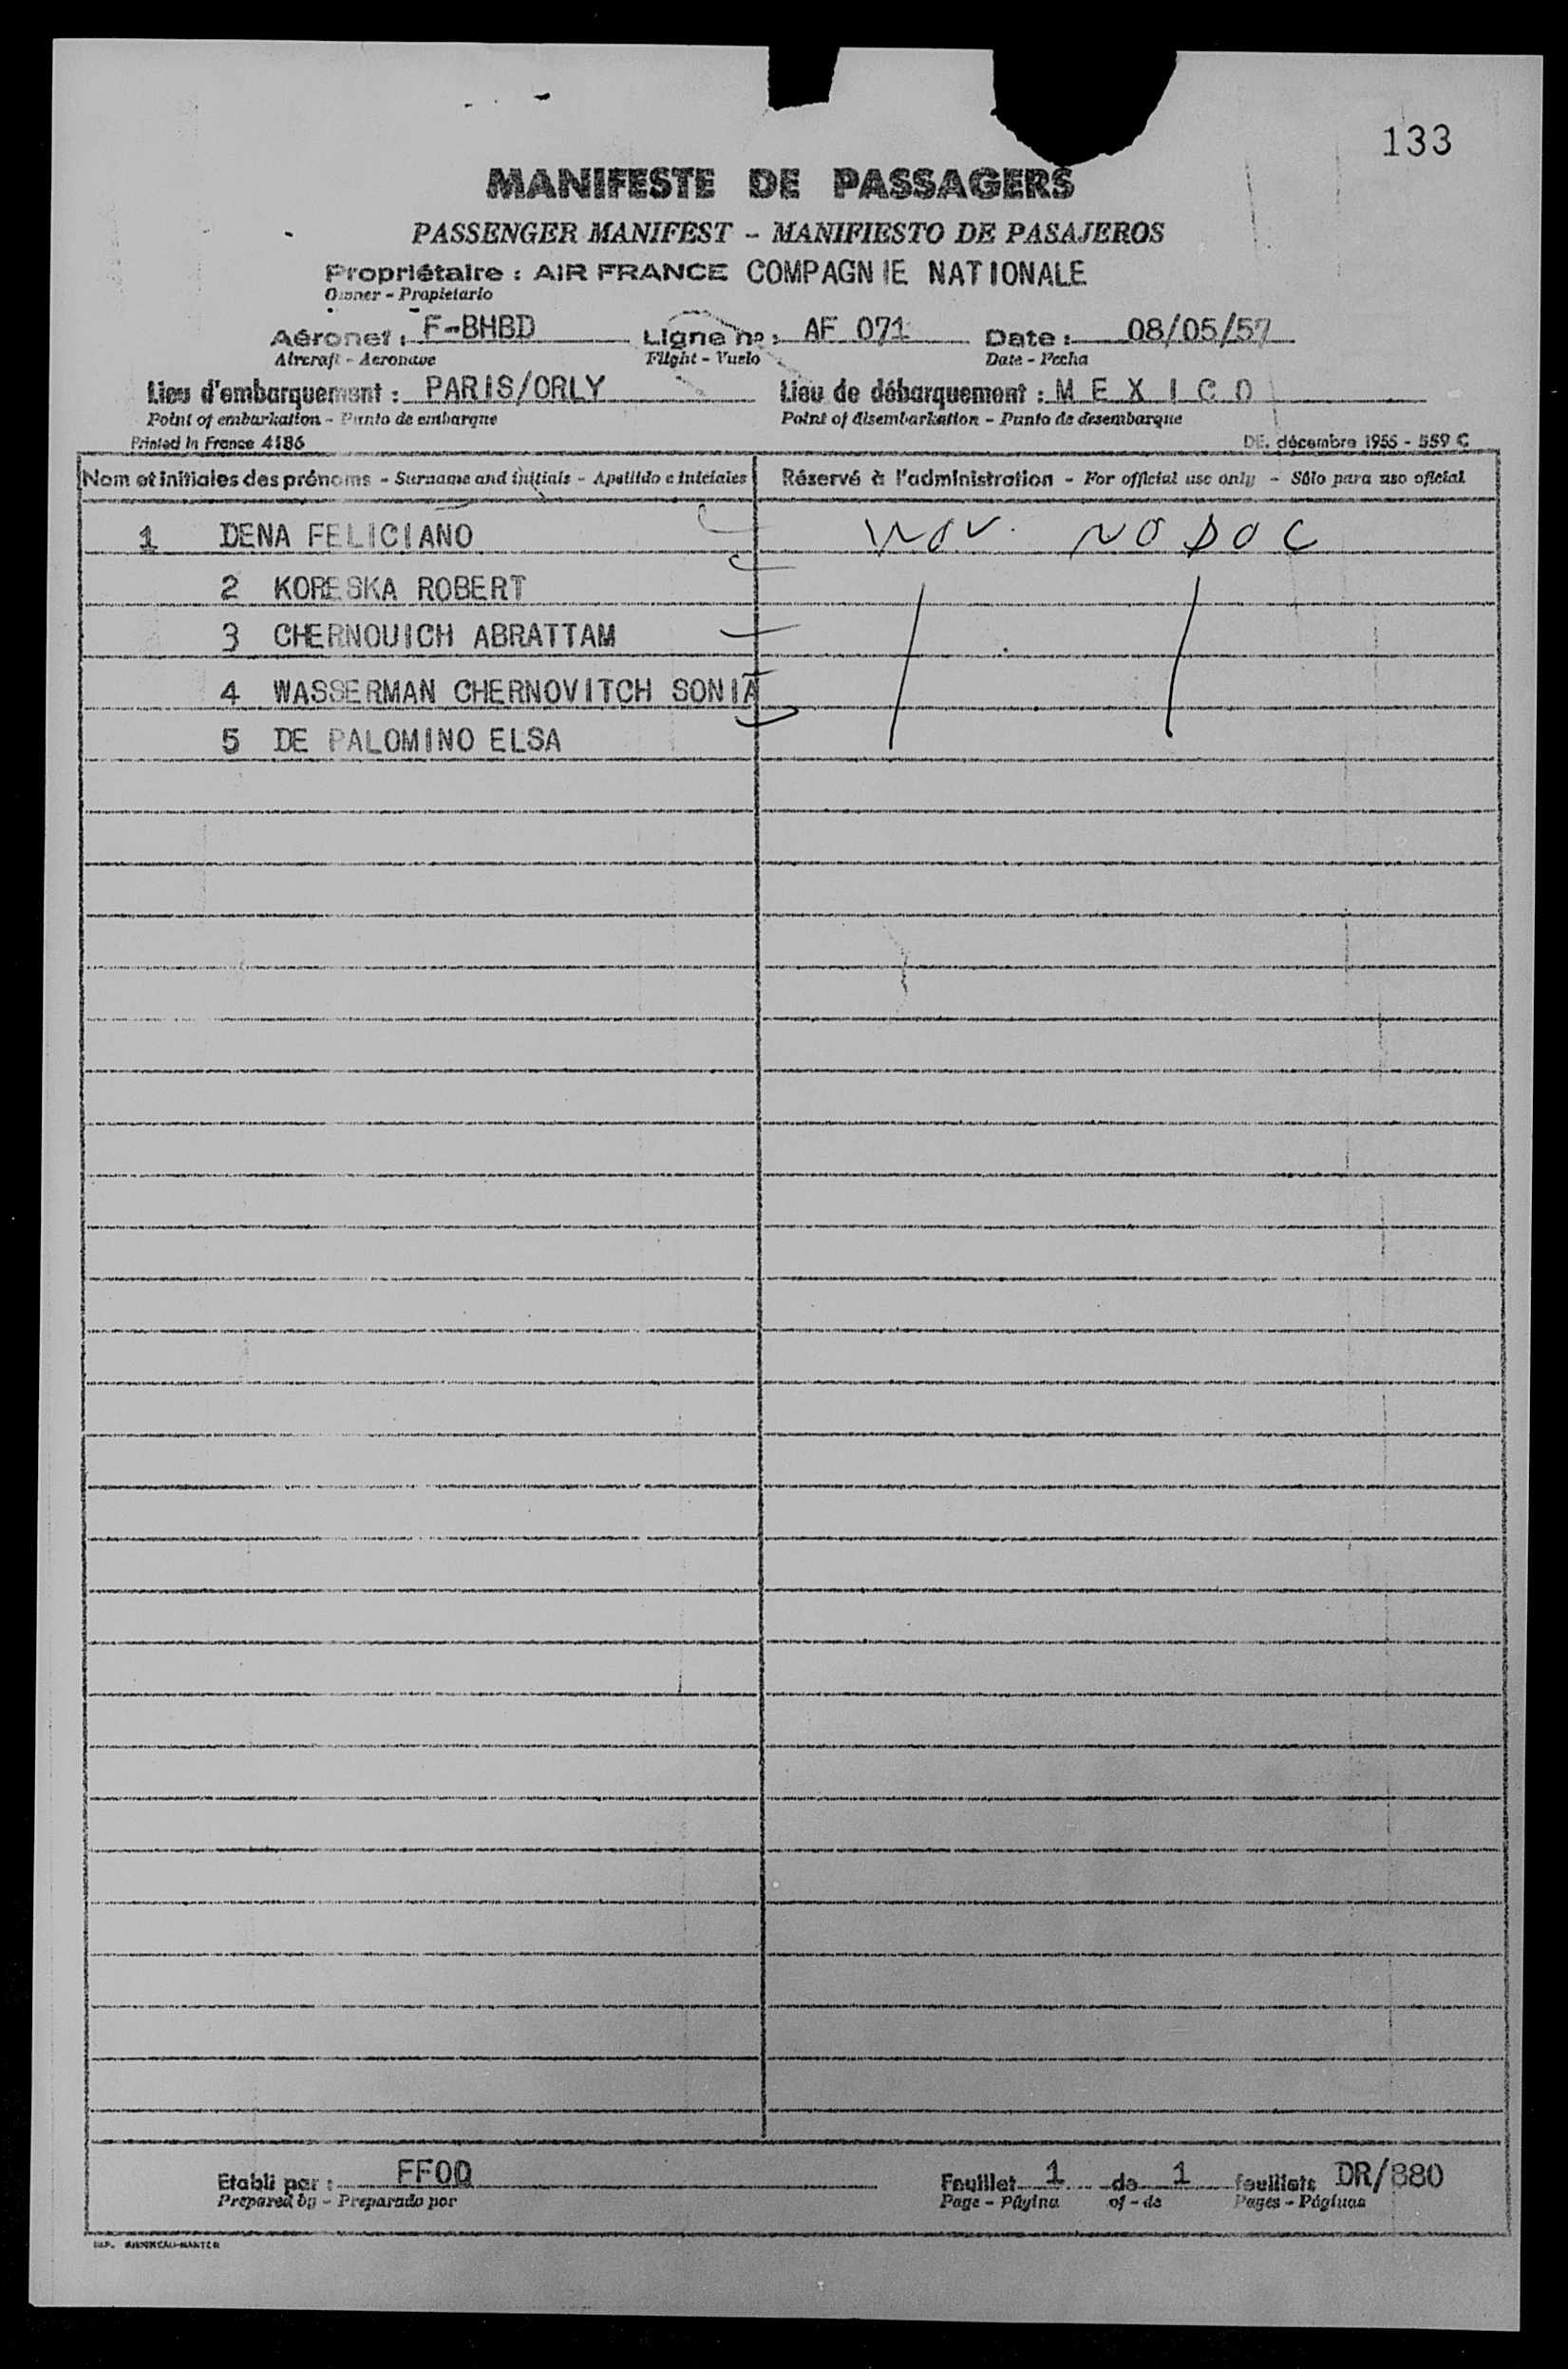 133
MANIFESTE DE PASSAGERS
PASSENGER MANIFEST - MANIFIESTO DE PASAJEROS
Propriétaire : AIR FRANCE COMPAGNIE NATIONALE
Owner - Propietario
Aéronef : F-BHBD Ligne no : AF 071 Date : 08/05/57
Aircraft - Aeronave Flight - Vuelo Date - Fecha
Lieu d'embarquement : PARIS/ORLY Lieu de débarquement : M E X I C O
Point of embarkation - Punto de embarque Point of disembarkation - Punto de desembarque
Printed in France 4186 DE. décembre 1955 - 559 C
Nom et initiales des prénoms - Surname and initials - Apellido e iniciales Réservé à l'administration - For official use only - Sólo para uso oficial
1 DENA FELICIANO NO DOC
2 KORESKA ROBERT
3 CHERNOUICH ABRATTAM
4 WASSERMAN CHERNOVITCH SONIA
5 DE PALOMINO ELSA
Etabli par : FFOD Feuillet 1 de 1 feuillets DR/880
Prepared by - Preparado por Page - Página of - de Pages - Páginas